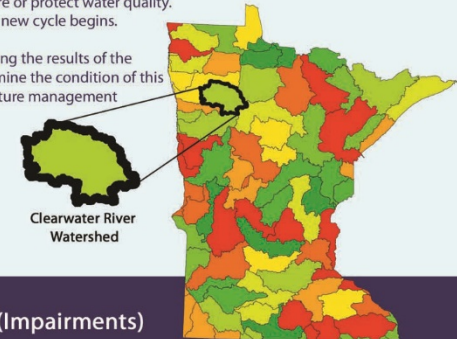 re or protect water quality.
new cycle begins.
ng the results of the
mine the condition of this
ture management
Clearwater River
Watershed
(Impairments)